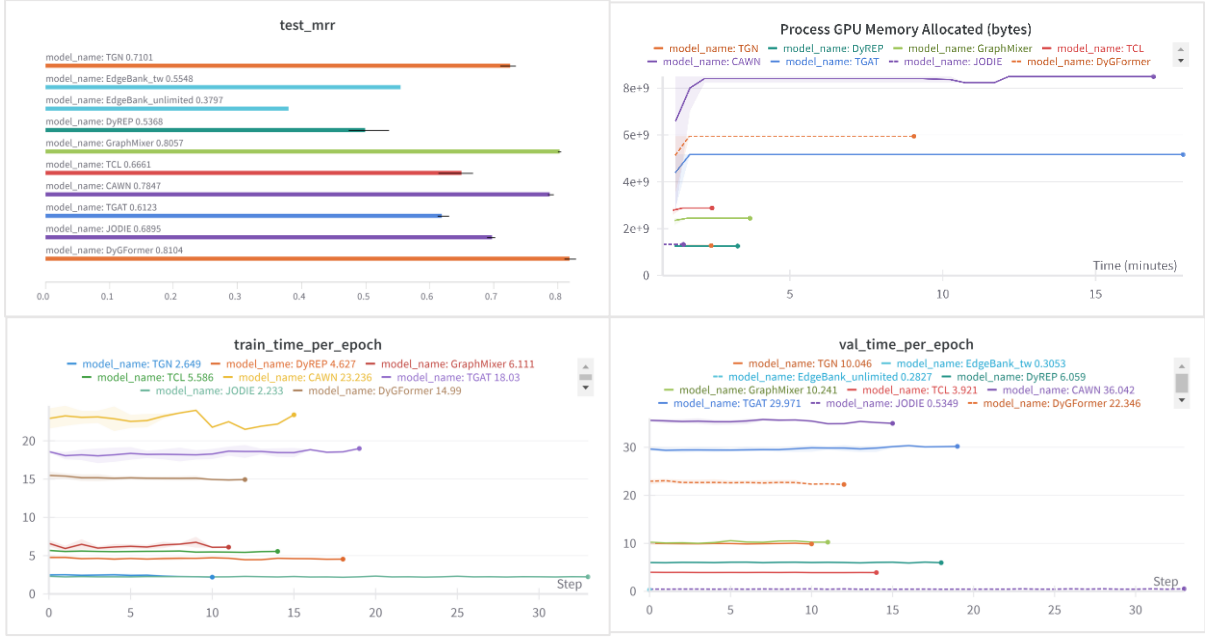 test_mrr
model_name: TGN 0.7101
model_name: EdgeBank_tw 0.5548
model_name: EdgeBank_unlimited 0.3797
model_name: DyREP 0.5368
model_name: GraphMixer 0.8057
model_name: TCL 0.6661
model_name: CAWN 0.7847
model_name: TGAT 0.6123
model_name: JODIE 0.6895
model_name: DyGFormer 0.8104
0.0 0.1 0.2 0.3 0.4 0.5 0.6 0.7 0.8
Process GPU Memory Allocated (bytes)
model_name: TGN model_name: DyREP model_name: GraphMixer model_name: TCL
model_name: CAWN model_name: TGAT model_name: JODIE model_name: DyGFormer
8e+9
6e+9
4e+9
2e+9
Time (minutes)
0
5 10 15
train_time_per_epoch
model_name: TGN 2.649 model_name: DyREP 4.627 model_name: GraphMixer 6.111
model_name: TCL 5.586 model_name: CAWN 23.236 model_name: TGAT 18.03
model_name: JODIE 2.233 model_name: DyGFormer 14.99
20
15
10
5
Step
0
0 5 10 15 20 25 30
val_time_per_epoch
model_name: TGN 10.046 model_name: EdgeBank_tw 0.3053
model_name: EdgeBank_unlimited 0.2827 model_name: DyREP 6.059
model_name: GraphMixer 10.241 model_name: TCL 3.921 model_name: CAWN 36.042
model_name: TGAT 29.971 model_name: JODIE 0.5349 model_name: DyGFormer 22.346
30
20
10
Step
0
0 5 10 15 20 25 30